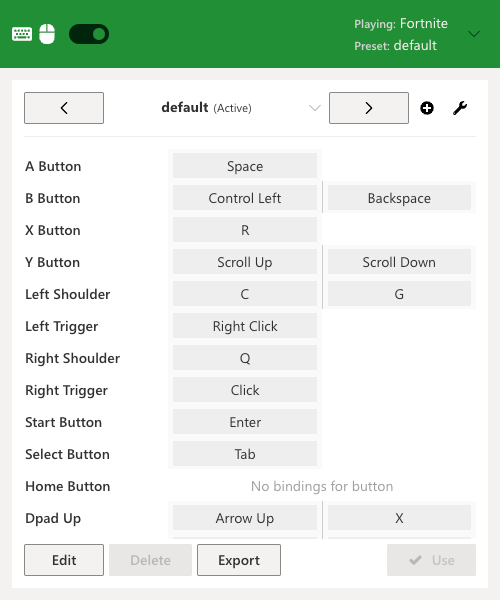 Playing: Fortnite
Preset: default
default (Active)
A Button Space
B Button Control Left Backspace
X Button R
Y Button Scroll Up Scroll Down
Left Shoulder C G
Left Trigger Right Click
Right Shoulder Q
Right Trigger Click
Start Button Enter
Select Button Tab
Home Button No bindings for button
Dpad Up Arrow Up X
Edit Delete Export Use